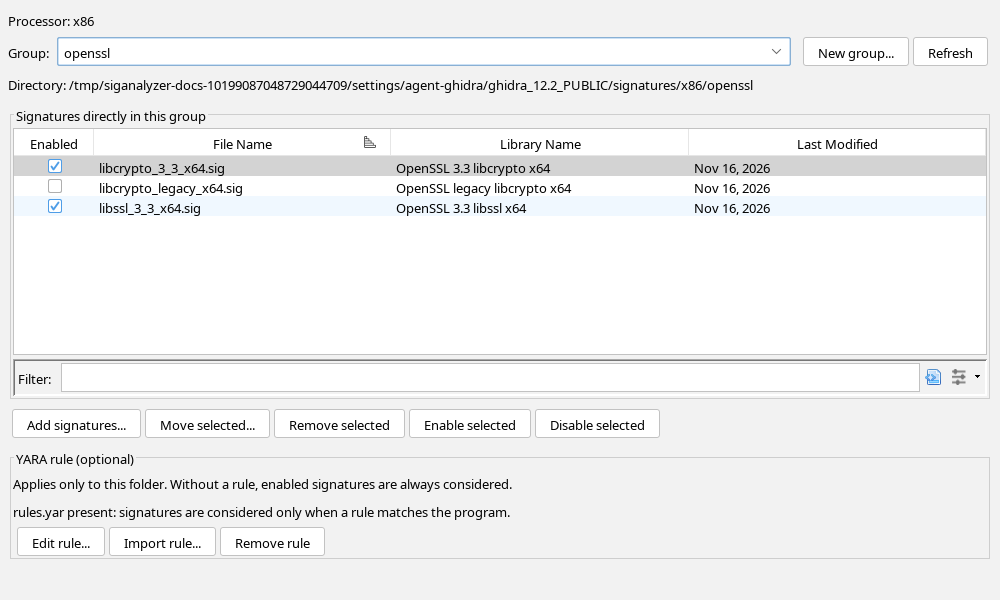 Processor: x86
Group: openssl New group... Refresh
Directory: /tmp/siganalyzer-docs-10199087048729044709/settings/agent-ghidra/ghidra_12.2_PUBLIC/signatures/x86/openssl
Signatures directly in this group
Enabled File Name Library Name Last Modified
libcrypto_3_3_x64.sig OpenSSL 3.3 libcrypto x64 Nov 16, 2026
libcrypto_legacy_x64.sig OpenSSL legacy libcrypto x64 Nov 16, 2026
libssl_3_3_x64.sig OpenSSL 3.3 libssl x64 Nov 16, 2026
Filter:
Add signatures... Move selected... Remove selected Enable selected Disable selected
YARA rule (optional)
Applies only to this folder. Without a rule, enabled signatures are always considered.
rules.yar present: signatures are considered only when a rule matches the program.
Edit rule... Import rule... Remove rule